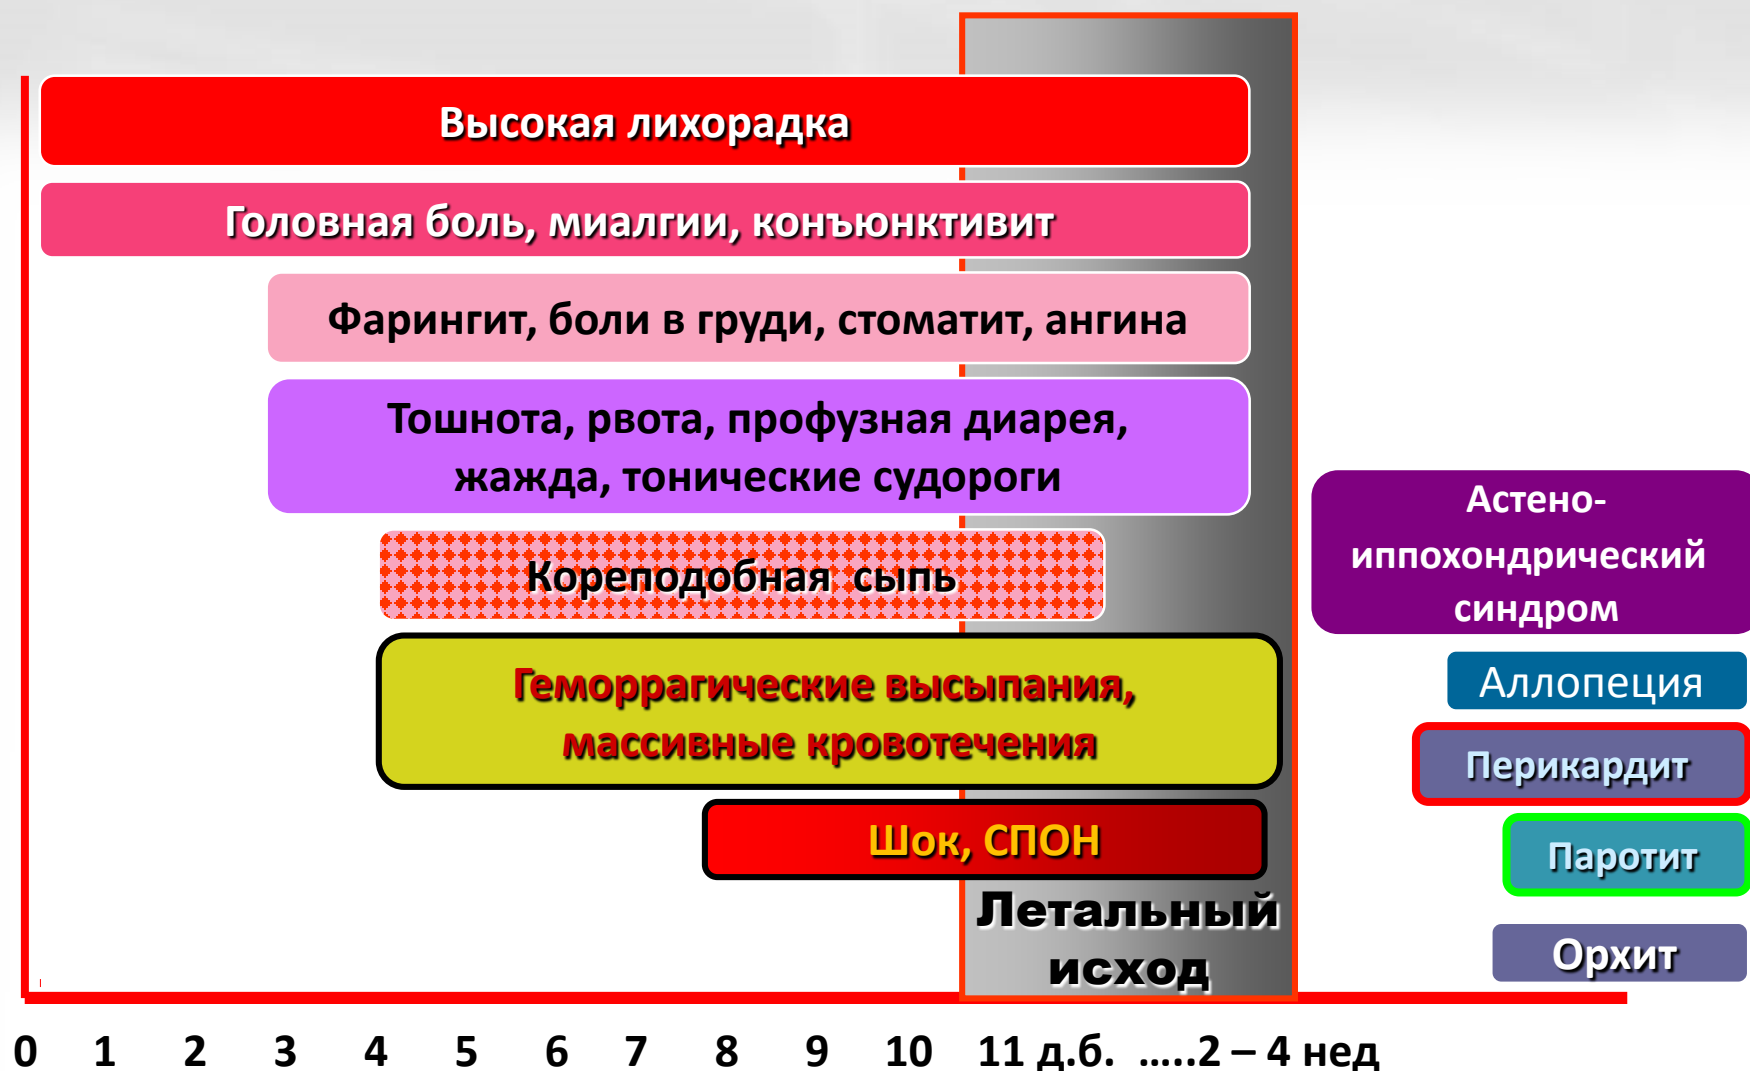 Высокая лихорадка
Головная боль, миалгии, конъюнктивит
Фарингит, боли в груди, стоматит, ангина
Тошнота, рвота, профузная диарея,
жажда, тонические судороги
Кореподобная сыпь
Геморрагические высыпания,
массивные кровотечения
Шок, СПОН
Летальный
исход
Астено-
иппохондрический
синдром
Аллопеция
Перикардит
Паротит
Орхит
0 1 2 3 4 5 6 7 8 9 10 11 д.б. …..2 – 4 нед